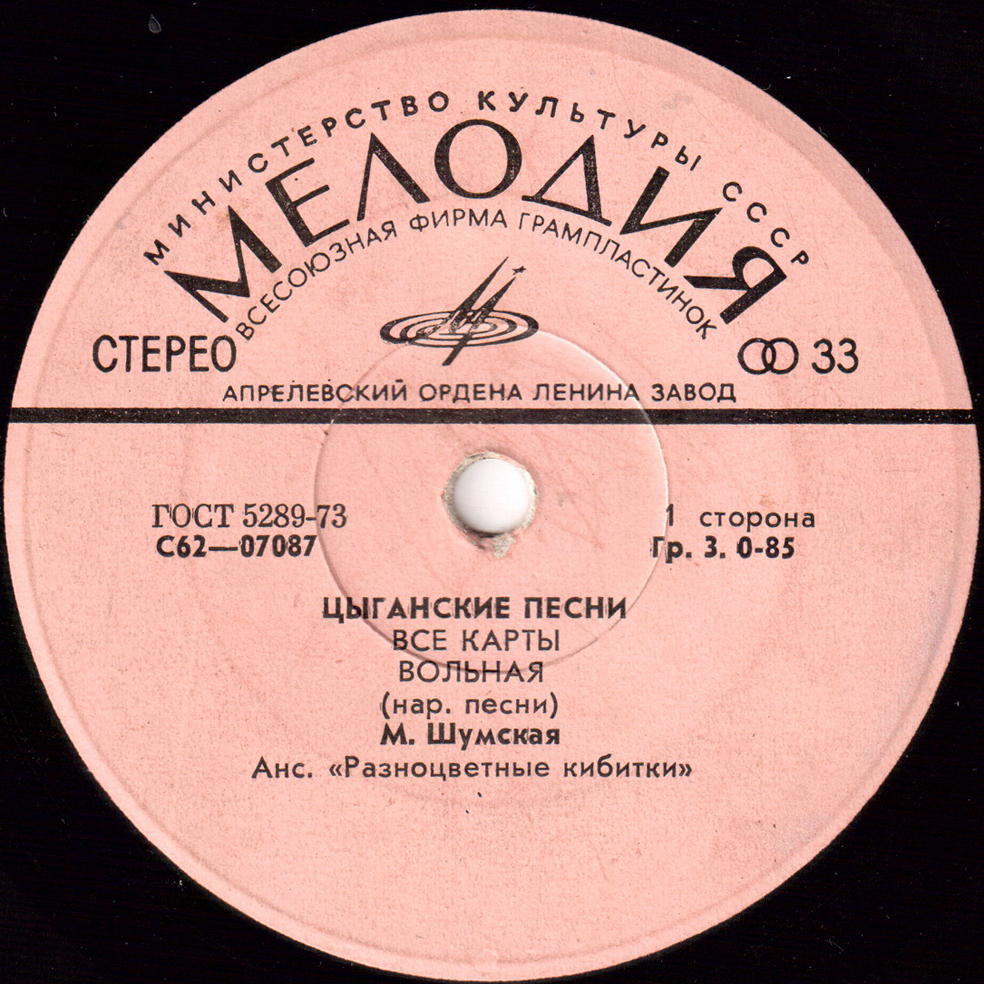 МИНИСТЕРСТВО КУЛЬТУРЫ СССР
МЕЛОДИЯ
ВСЕСОЮЗНАЯ ФИРМА ГРАМПЛАСТИНОК
СТЕРЕО
33
АПРЕЛЕВСКИЙ ОРДЕНА ЛЕНИНА ЗАВОД
ГОСТ 5289-73
1 сторона
С62—07087
Гр. 3. 0-85
ЦЫГАНСКИЕ ПЕСНИ
ВСЕ КАРТЫ
ВОЛЬНАЯ
(нар. песни)
М. Шумская
Анс. «Разноцветные кибитки»